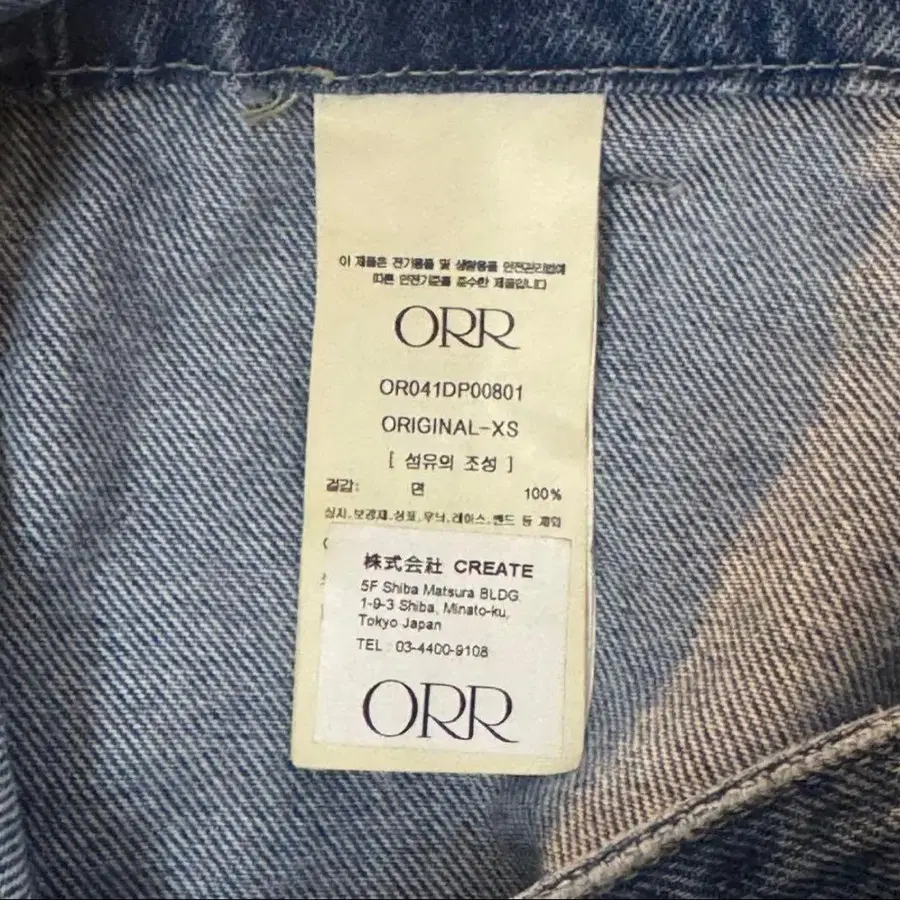 이 제품은 전기용품 및 생활용품 안전관리법에
따른 안전기준을 준수한 제품입니다
ORR
OR041DP00801
ORIGINAL-XS
[ 섬유의 조성 ]
겉감: 면 100%
심지.보강재.상표.무늬.레이스.밴드 등 제외
株式会社 CREATE
5F Shiba Matsura BLDG,
1-9-3 Shiba, Minato-ku,
Tokyo Japan
TEL : 03-4400-9108
ORR